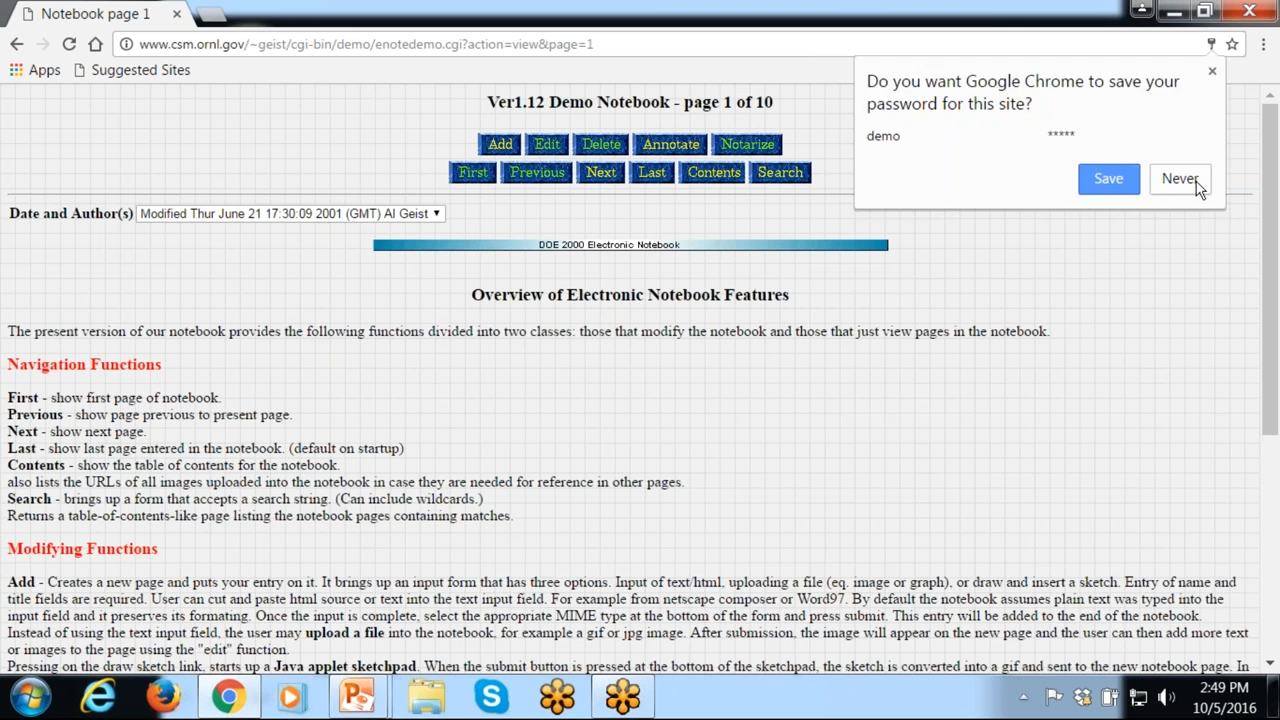 Notebook page 1
www.csm.ornl.gov/~geist/cgi-bin/demo/enotedemo.cgi?action=view&page=1
Apps Suggested Sites
Do you want Google Chrome to save your
password for this site?
demo *****
Save Never
Ver1.12 Demo Notebook - page 1 of 10
Add Edit Delete Annotate Notarize
First Previous Next Last Contents Search
Date and Author(s) Modified Thur June 21 17:30:09 2001 (GMT) Al Geist
DOE 2000 Electronic Notebook
Overview of Electronic Notebook Features
The present version of our notebook provides the following functions divided into two classes: those that modify the notebook and those that just view pages in the notebook.
Navigation Functions
First - show first page of notebook.
Previous - show page previous to present page.
Next - show next page.
Last - show last page entered in the notebook. (default on startup)
Contents - show the table of contents for the notebook.
also lists the URLs of all images uploaded into the notebook in case they are needed for reference in other pages.
Search - brings up a form that accepts a search string. (Can include wildcards.)
Returns a table-of-contents-like page listing the notebook pages containing matches.
Modifying Functions
Add - Creates a new page and puts your entry on it. It brings up an input form that has three options. Input of text/html, uploading a file (eq. image or graph), or draw and insert a sketch. Entry of name and
title fields are required. User can cut and paste html source or text into the text input field. For example from netscape composer or Word97. By default the notebook assumes plain text was typed into the
input field and it preserves its formating. Once the input is complete, select the appropriate MIME type at the bottom of the form and press submit. This entry will be added to the end of the notebook.
Instead of using the text input field, the user may upload a file into the notebook, for example a gif or jpg image. After submission, the image will appear on the new page and the user can then add more text
or images to the page using the "edit" function.
Pressing on the draw sketch link, starts up a Java applet sketchpad. When the submit button is pressed at the bottom of the sketchpad, the sketch is converted into a gif and sent to the new notebook page. In
2:49 PM
10/5/2016